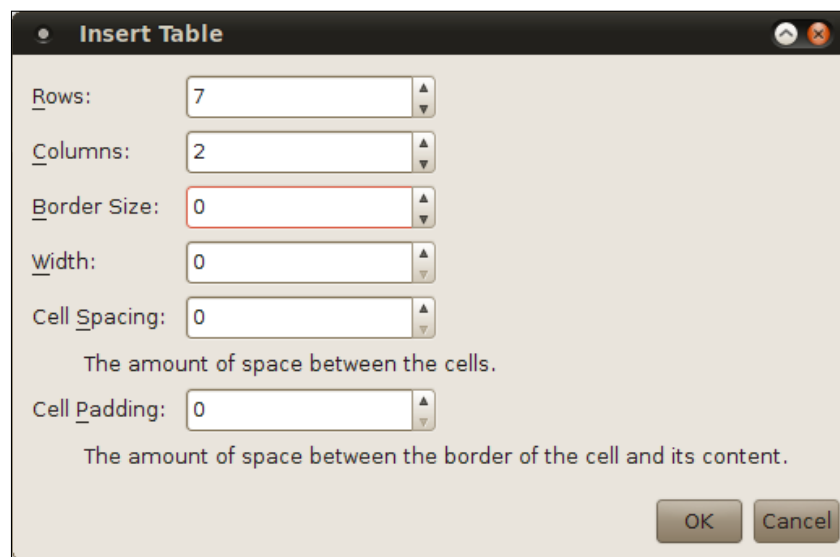 Insert Table
Rows: 7
Columns: 2
Border Size: 0
Width: 0
Cell Spacing: 0
The amount of space between the cells.
Cell Padding: 0
The amount of space between the border of the cell and its content.
OK Cancel